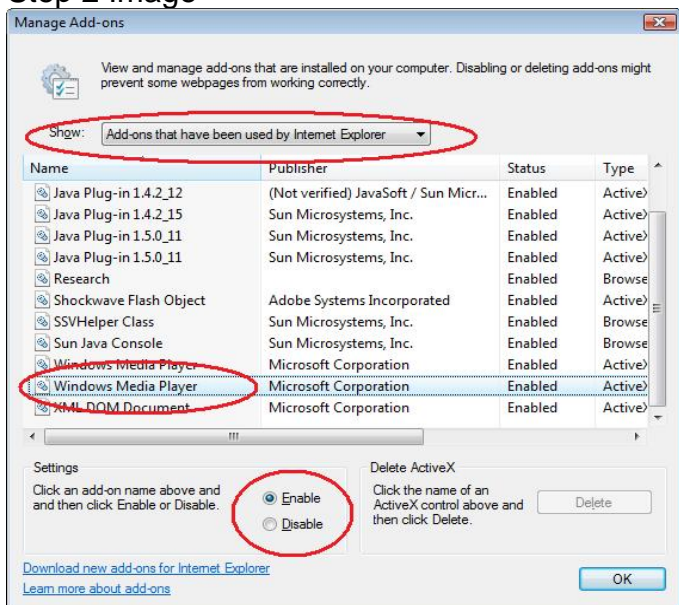 Step 2 Image
Manage Add-ons
View and manage add-ons that are installed on your computer. Disabling or deleting add-ons might
prevent some webpages from working correctly.
Show: Add-ons that have been used by Internet Explorer
Name Publisher Status Type
Java Plug-in 1.4.2_12 (Not verified) JavaSoft / Sun Micr... Enabled ActiveX
Java Plug-in 1.4.2_15 Sun Microsystems, Inc. Enabled ActiveX
Java Plug-in 1.5.0_11 Sun Microsystems, Inc. Enabled ActiveX
Java Plug-in 1.5.0_11 Sun Microsystems, Inc. Enabled ActiveX
Research Enabled Browse
Shockwave Flash Object Adobe Systems Incorporated Enabled ActiveX
SSVHelper Class Sun Microsystems, Inc. Enabled Browse
Sun Java Console Sun Microsystems, Inc. Enabled Browse
Windows Media Player Microsoft Corporation Enabled ActiveX
Windows Media Player Microsoft Corporation Enabled ActiveX
XML DOM Document Microsoft Corporation Enabled ActiveX
Settings
Click an add-on name above and
and then click Enable or Disable.
Enable
Disable
Delete ActiveX
Click the name of an
ActiveX control above and
then click Delete.
Delete
Download new add-ons for Internet Explorer
Learn more about add-ons
OK